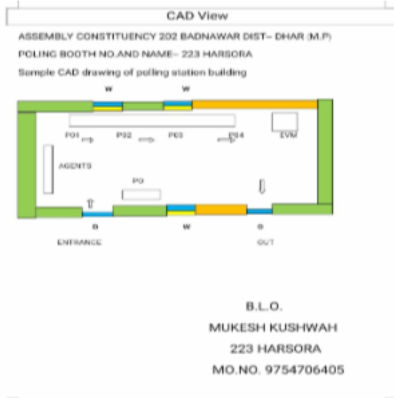 CAD View
ASSEMBLY CONSTITUENCY 202 BADNAWAR DIST– DHAR (M.P)
POLING BOOTH NO.AND NAME– 223 HARSORA
Sample CAD drawing of polling station building
W W
PO1 PO2 PO3 PO4 EVM
AGENTS
PO
D W D
ENTRANCE OUT
B.L.O.
MUKESH KUSHWAH
223 HARSORA
MO.NO. 9754706405